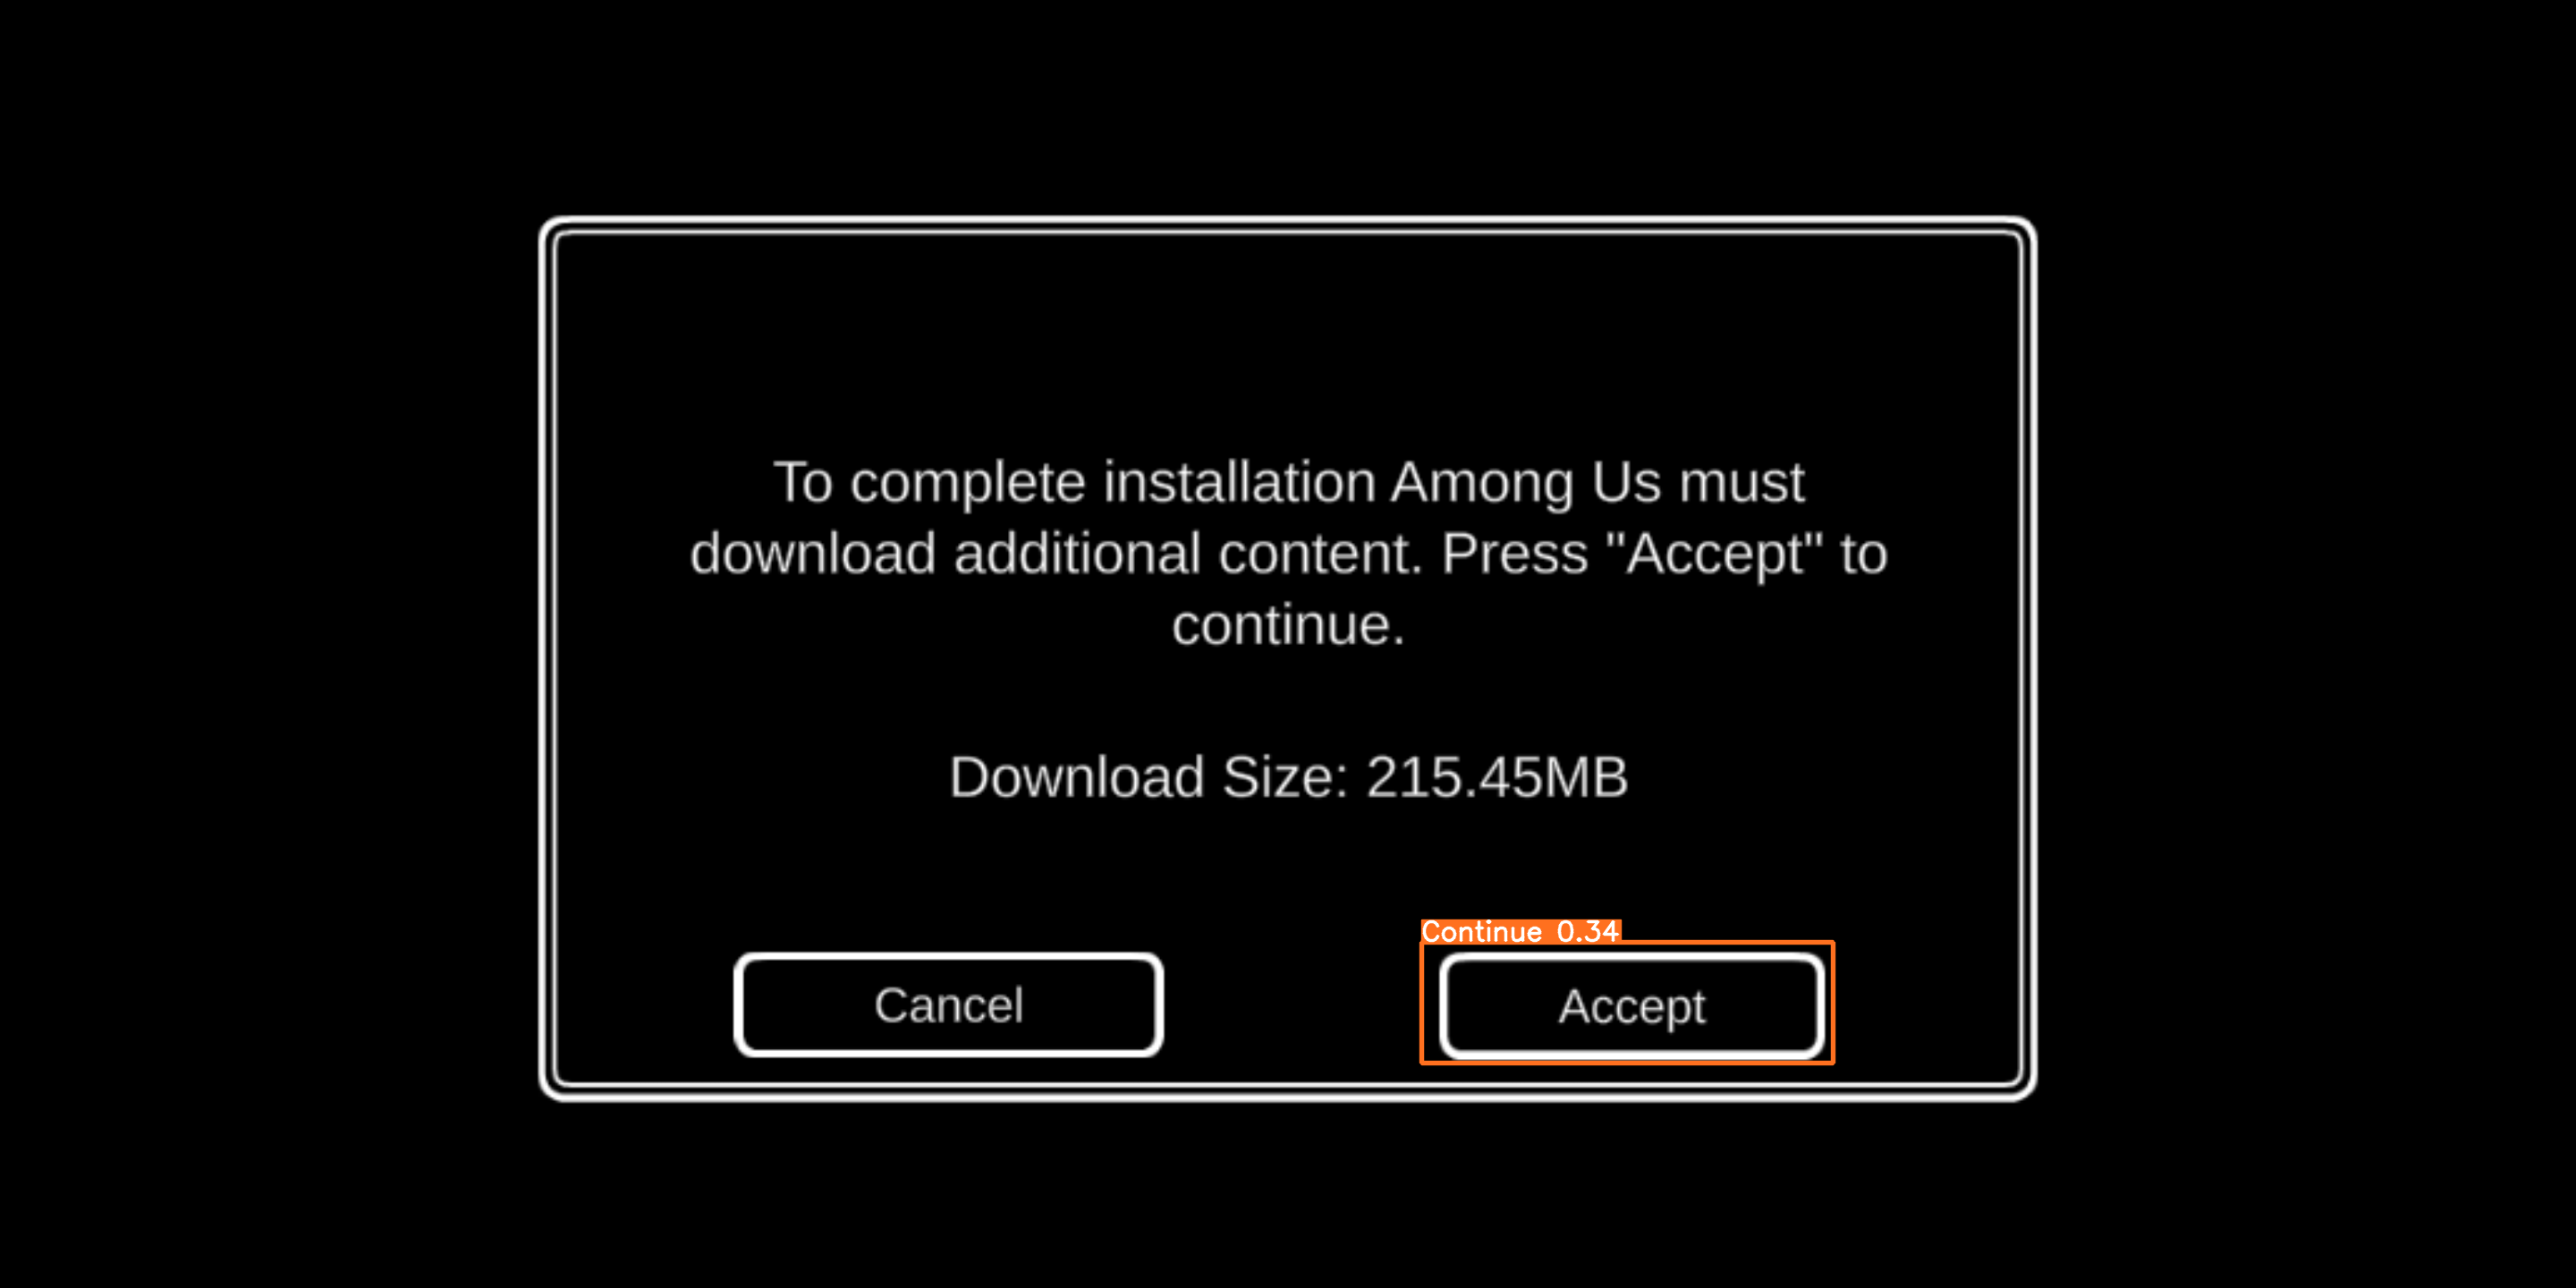 To complete installation Among Us must
download additional content. Press "Accept" to
continue.
Download Size: 215.45MB
Continue 0.34
Cancel
Accept